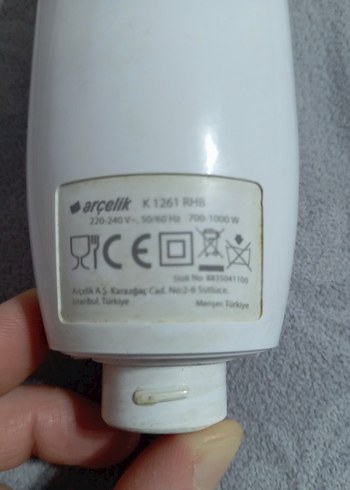 arçelik K 1261 RHB
220-240 V~, 50/60 Hz 700-1000 W
CE
Stok No: 8835041100
Arçelik A.Ş. Karaağaç Cad. No:2-6 Sütlüce,
İstanbul, Türkiye Menşei: Türkiye